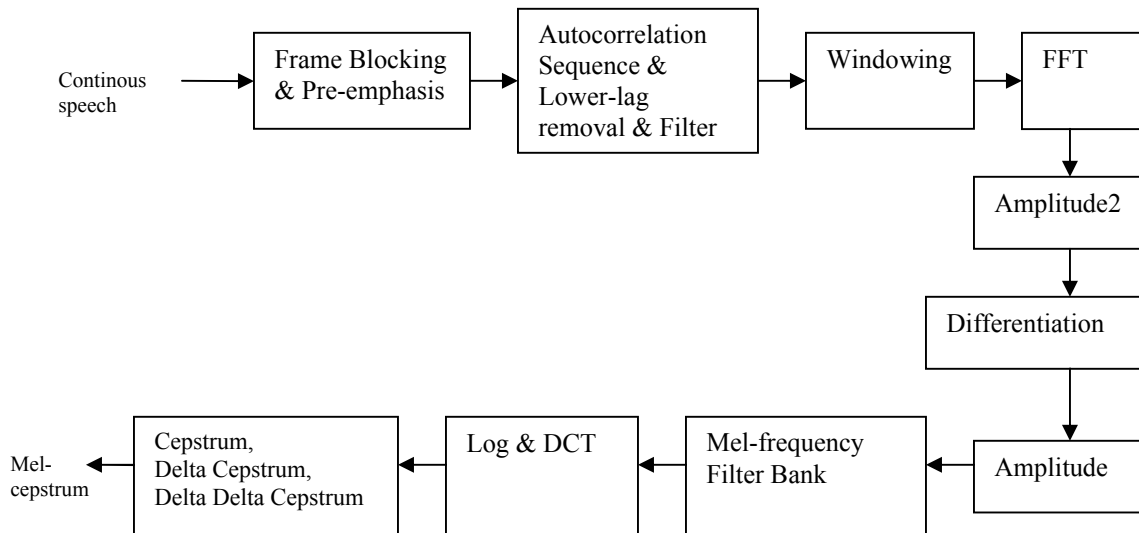 Continous
speech
Frame Blocking
& Pre-emphasis
Autocorrelation
Sequence &
Lower-lag
removal & Filter
Windowing
FFT
Amplitude2
Differentiation
Amplitude
Mel-frequency
Filter Bank
Log & DCT
Cepstrum,
Delta Cepstrum,
Delta Delta Cepstrum
Mel-
cepstrum